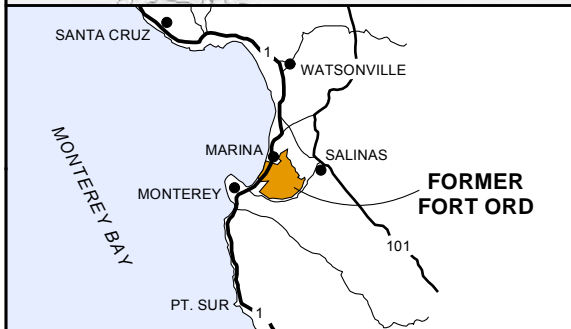 SANTA CRUZ
1
WATSONVILLE
MARINA
SALINAS
MONTEREY
FORMER
FORT ORD
MONTEREY BAY
101
PT. SUR
1